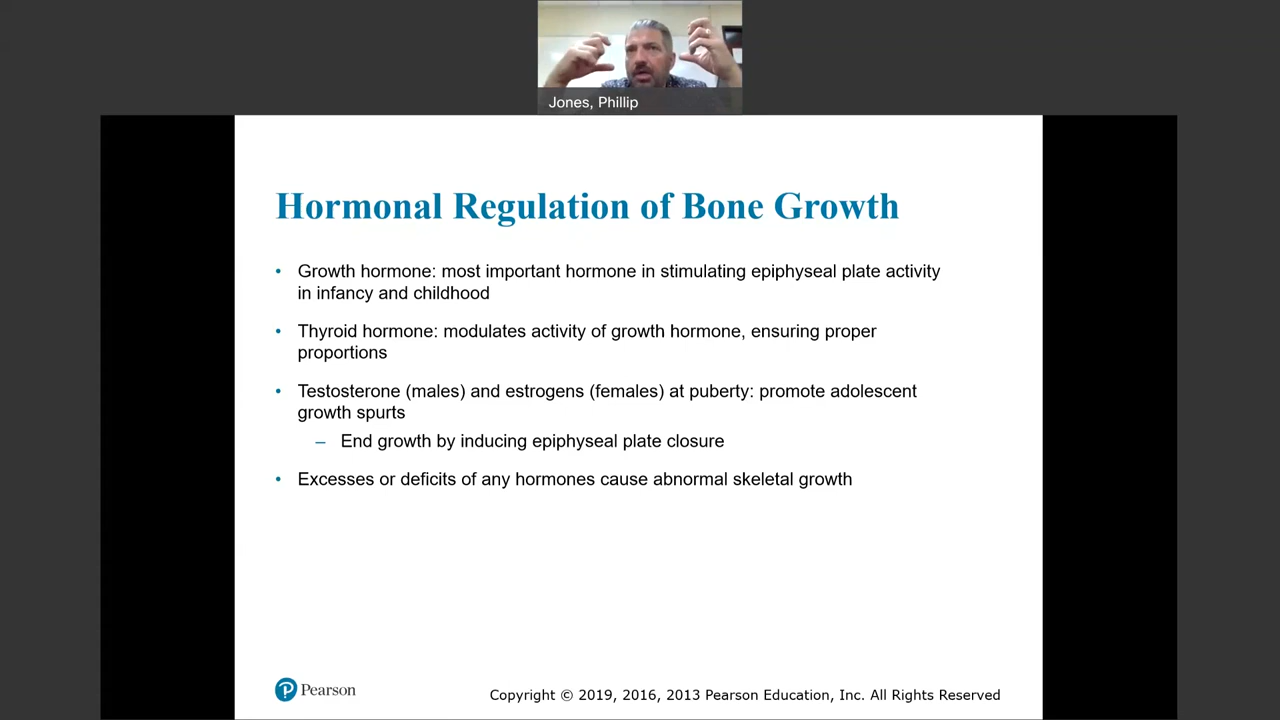 Jones, Phillip
Hormonal Regulation of Bone Growth
• Growth hormone: most important hormone in stimulating epiphyseal plate activity
in infancy and childhood
• Thyroid hormone: modulates activity of growth hormone, ensuring proper
proportions
• Testosterone (males) and estrogens (females) at puberty: promote adolescent
growth spurts
– End growth by inducing epiphyseal plate closure
• Excesses or deficits of any hormones cause abnormal skeletal growth
P Pearson
Copyright © 2019, 2016, 2013 Pearson Education, Inc. All Rights Reserved